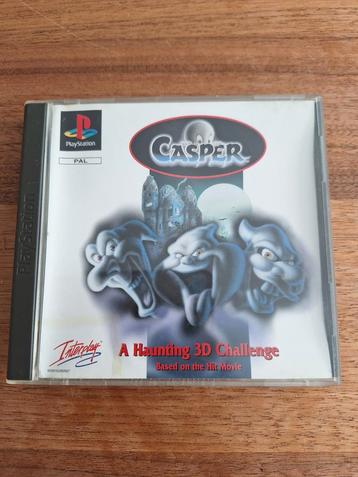 PlayStation
PAL
CASPER
PlayStation
Interplay
A Haunting 3D Challenge
Based on the Hit Movie